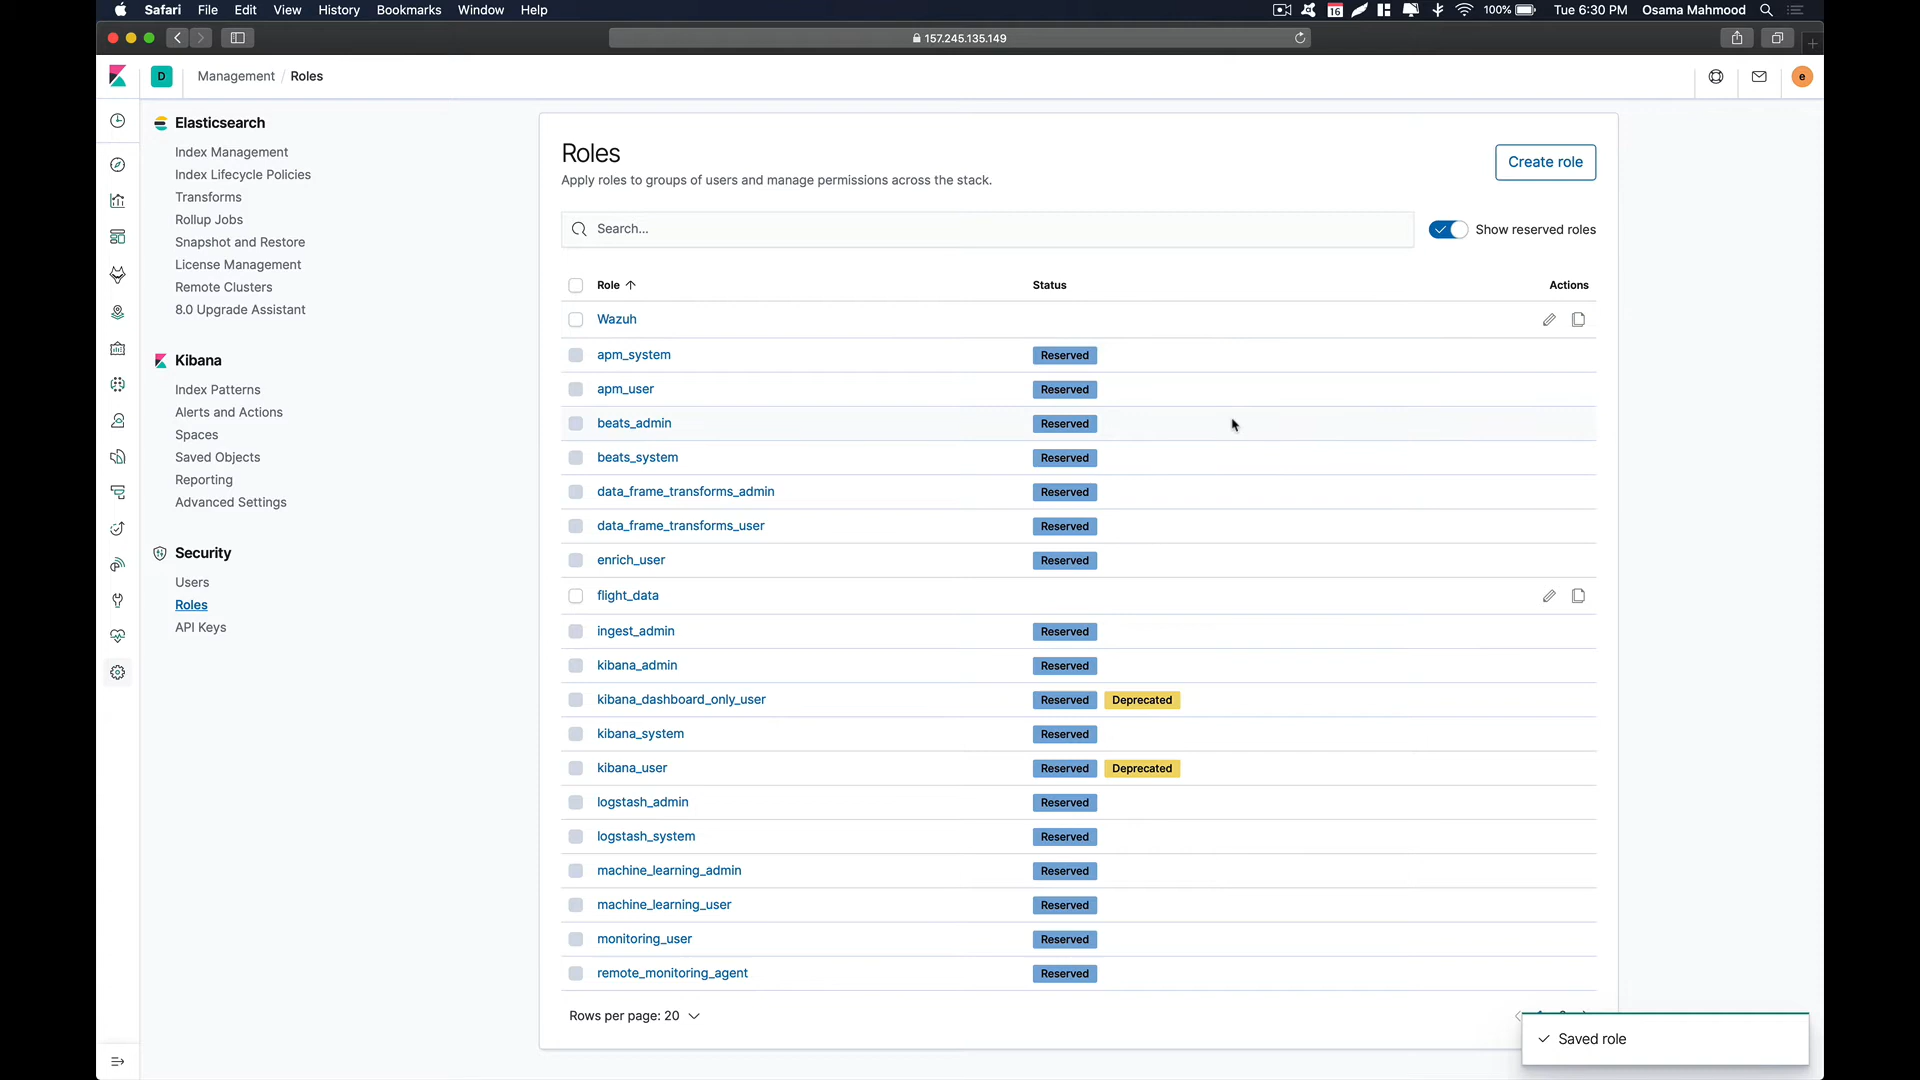 Safari File Edit View History Bookmarks Window Help
16 100% Tue 6:30 PM Osama Mahmood
157.245.135.149
D Management / Roles e
Elasticsearch
Index Management
Index Lifecycle Policies
Transforms
Rollup Jobs
Snapshot and Restore
License Management
Remote Clusters
8.0 Upgrade Assistant
Kibana
Index Patterns
Alerts and Actions
Spaces
Saved Objects
Reporting
Advanced Settings
Security
Users
Roles
API Keys
Roles
Create role
Apply roles to groups of users and manage permissions across the stack.
Search...
Show reserved roles
Role Status Actions
Wazuh
apm_system Reserved
apm_user Reserved
beats_admin Reserved
beats_system Reserved
data_frame_transforms_admin Reserved
data_frame_transforms_user Reserved
enrich_user Reserved
flight_data
ingest_admin Reserved
kibana_admin Reserved
kibana_dashboard_only_user Reserved Deprecated
kibana_system Reserved
kibana_user Reserved Deprecated
logstash_admin Reserved
logstash_system Reserved
machine_learning_admin Reserved
machine_learning_user Reserved
monitoring_user Reserved
remote_monitoring_agent Reserved
Rows per page: 20
Saved role